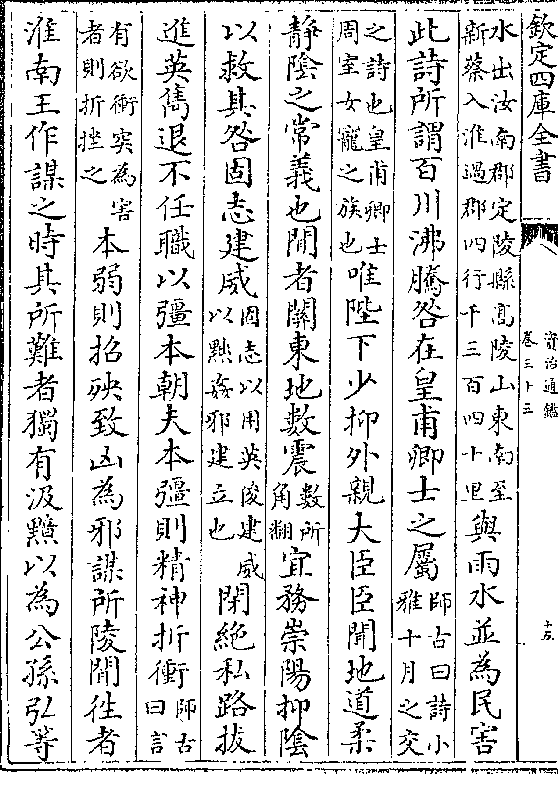 欽定四庫全書
資治通鑑
卷三十三
十五
水出汝南郡定陵縣髙陵山東南至
新蔡入淮過郡四行千三百四十里
與雨水並為民害
此詩所謂百川沸騰咎在皇甫卿士之屬
師古曰詩小
雅十月之交
之詩也皇甫卿士
周室女寵之族也
唯陛下少抑外親大臣臣聞地道柔
靜隂之常義也間者關東地數震
數所
角翻
宜務崇陽抑隂
以救其咎固志建威
固志以用英俊建威
以黜姦邪建立也
閉絶私路拔
進英雋退不任職以彊本朝夫本彊則精神折衝
師古
曰言
有欲衝突為害
者則折挫之
本弱則招殃致凶為邪謀所陵聞往者
淮南王作謀之時其所難者獨有汲黯以為公孫弘等